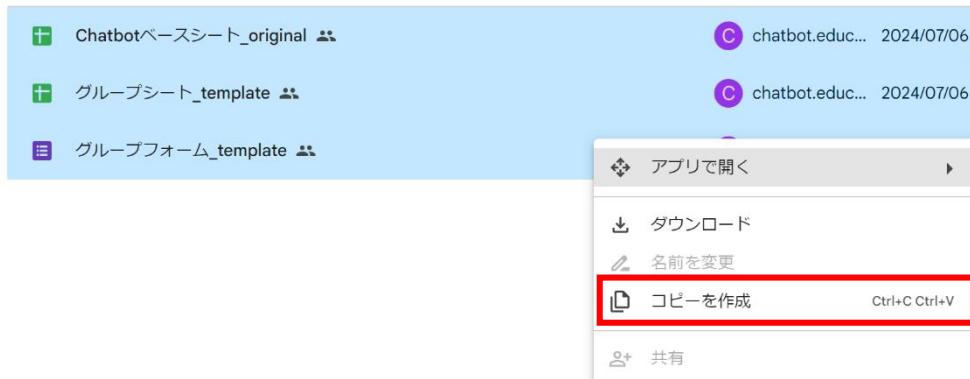 Chatbotベースシート_original C chatbot.educ... 2024/07/06
グループシート_template C chatbot.educ... 2024/07/06
グループフォーム_template
アプリで開く
ダウンロード
名前を変更
コピーを作成 Ctrl+C Ctrl+V
共有